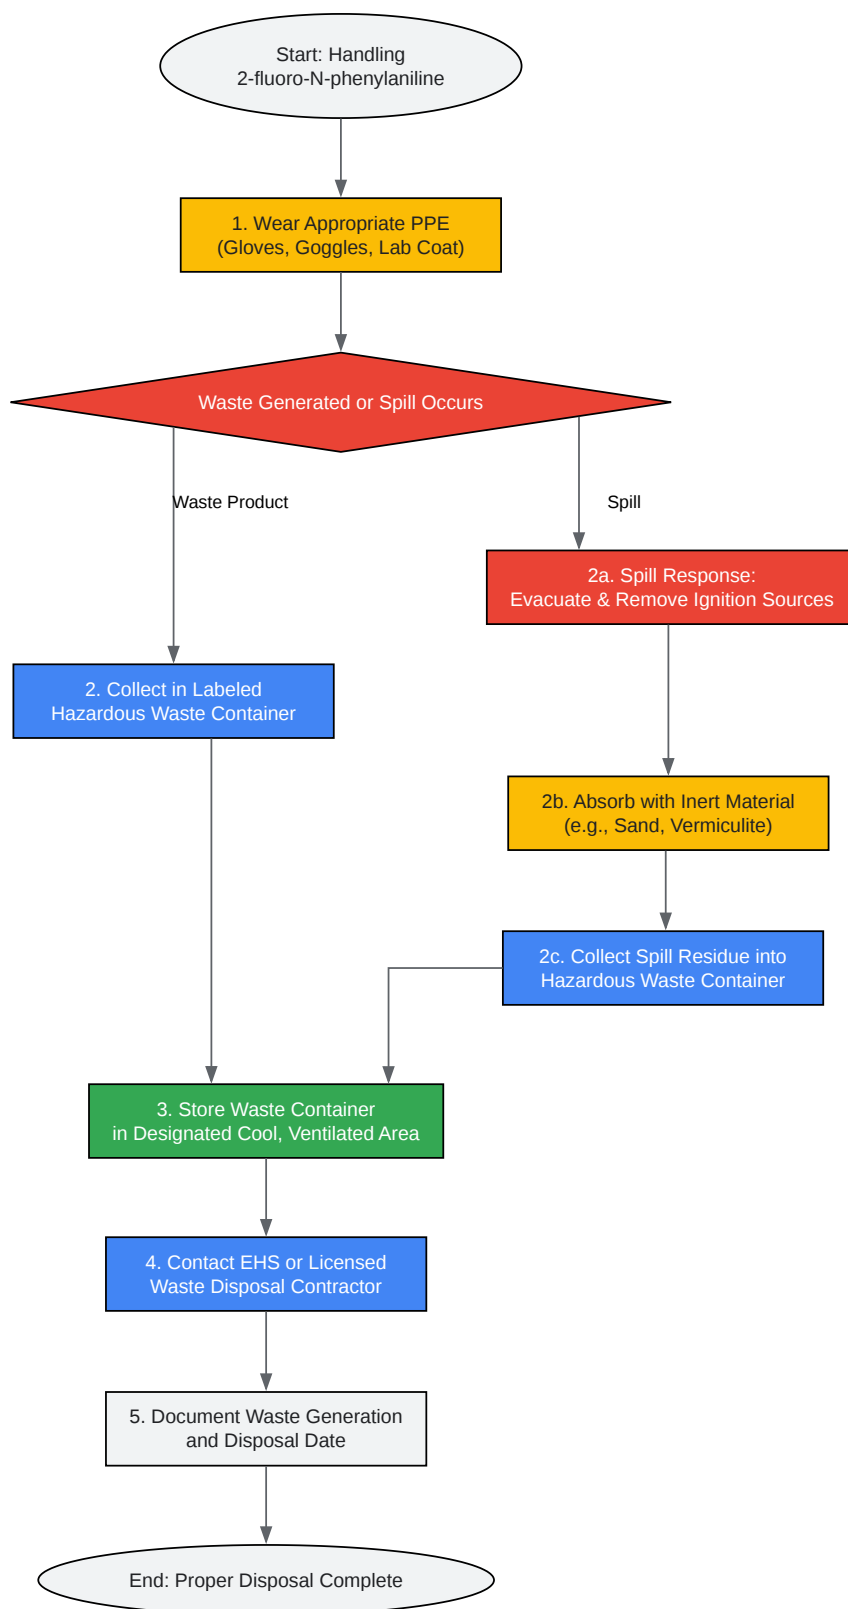 Start: Handling
2-fluoro-N-phenylaniline
1. Wear Appropriate PPE
(Gloves, Goggles, Lab Coat)
Waste Generated or Spill Occurs
Waste Product
Spill
2a. Spill Response:
Evacuate & Remove Ignition Sources
2. Collect in Labeled
Hazardous Waste Container
2b. Absorb with Inert Material
(e.g., Sand, Vermiculite)
2c. Collect Spill Residue into
Hazardous Waste Container
3. Store Waste Container
in Designated Cool, Ventilated Area
4. Contact EHS or Licensed
Waste Disposal Contractor
5. Document Waste Generation
and Disposal Date
End: Proper Disposal Complete